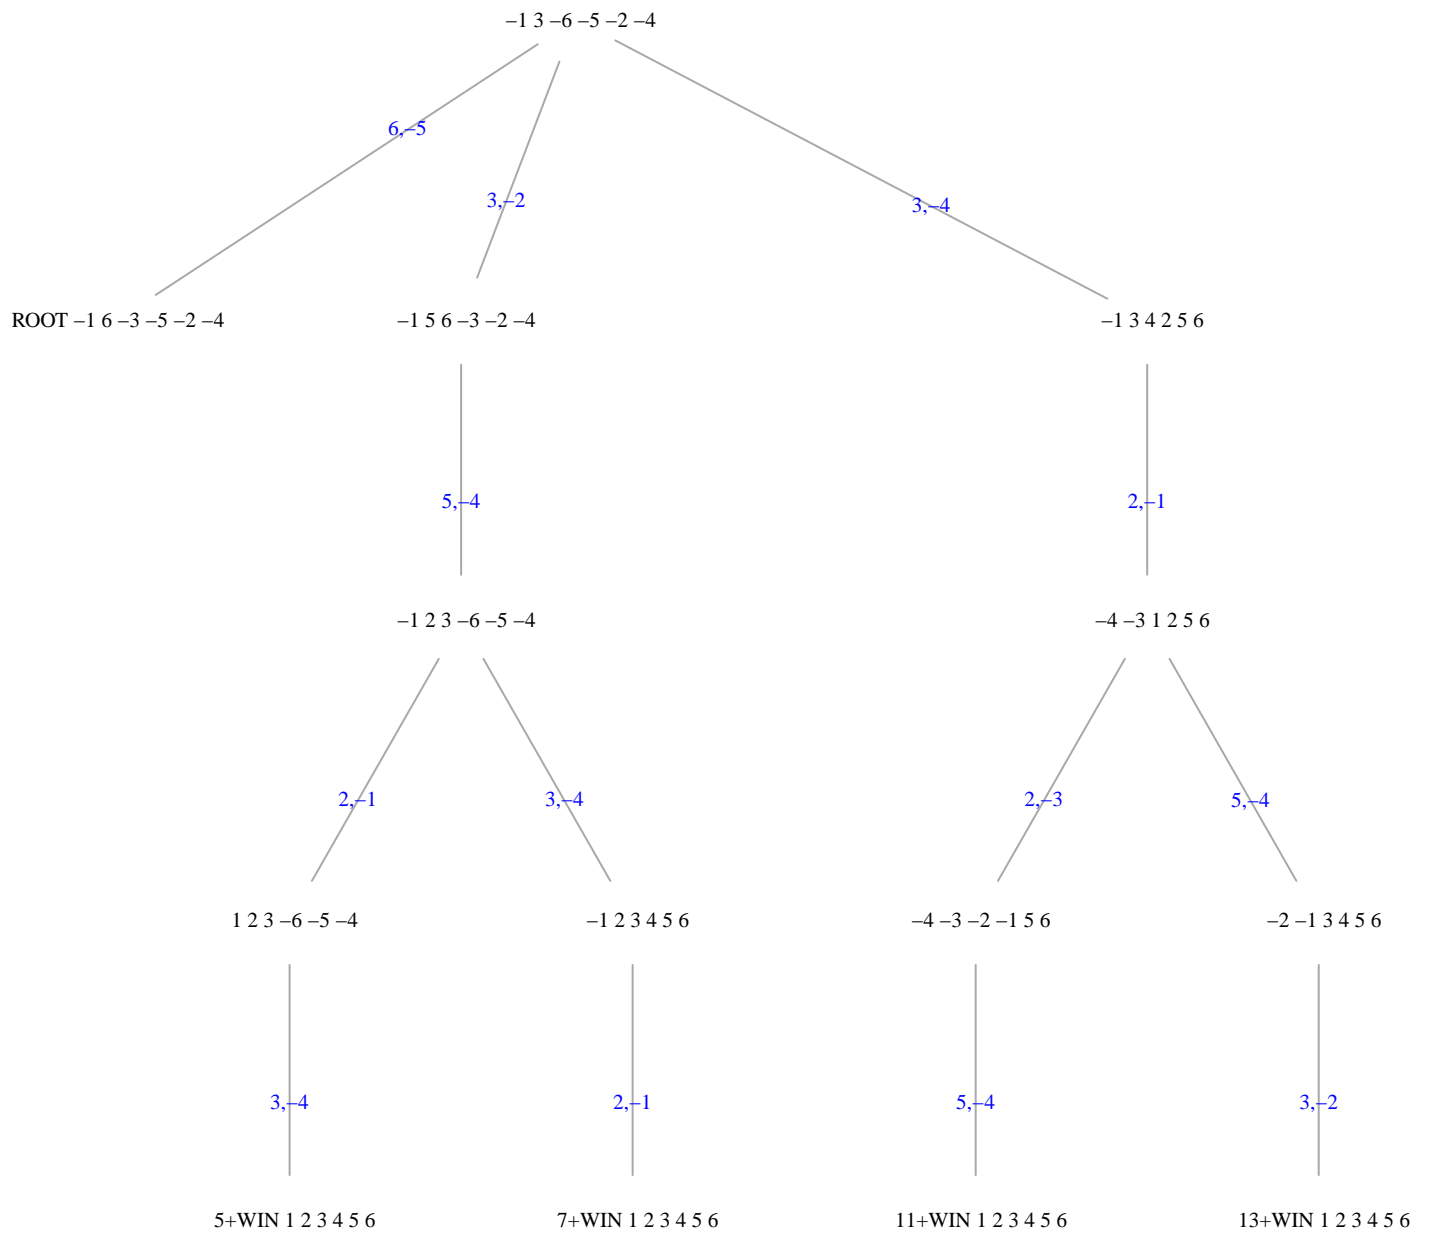 –1 3 –6 –5 –2 –4
6,–5
3,–2
3,–4
ROOT –1 6 –3 –5 –2 –4
–1 5 6 –3 –2 –4
–1 3 4 2 5 6
5,–4
2,–1
–1 2 3 –6 –5 –4
–4 –3 1 2 5 6
2,–1
3,–4
2,–3
5,–4
1 2 3 –6 –5 –4
–1 2 3 4 5 6
–4 –3 –2 –1 5 6
–2 –1 3 4 5 6
3,–4
2,–1
5,–4
3,–2
5+WIN 1 2 3 4 5 6
7+WIN 1 2 3 4 5 6
11+WIN 1 2 3 4 5 6
13+WIN 1 2 3 4 5 6